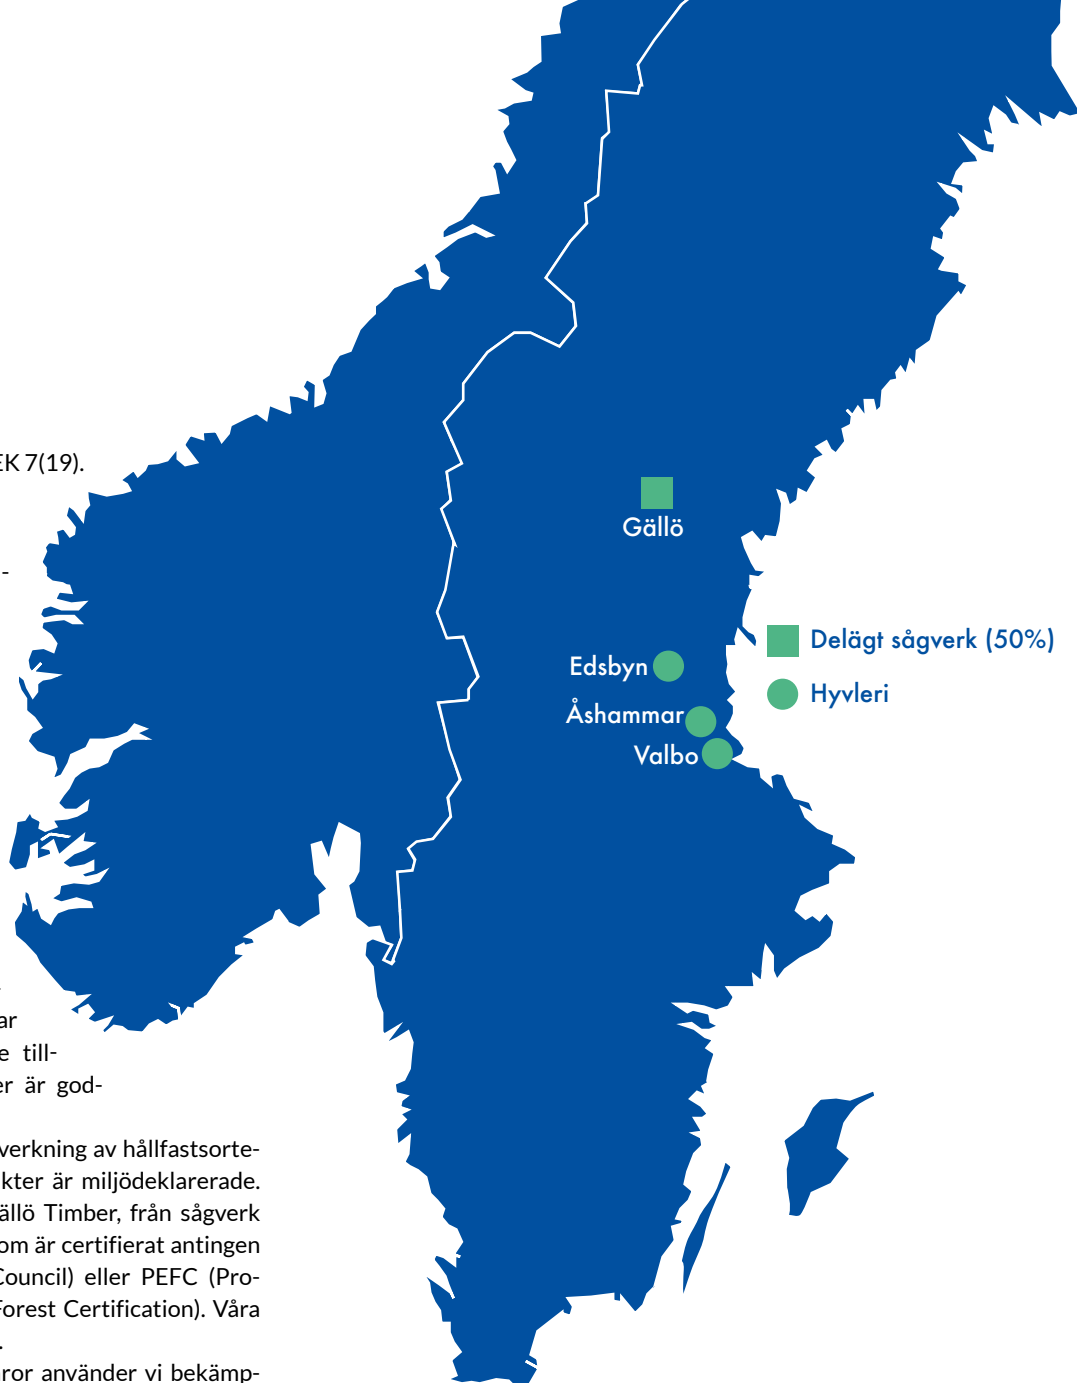 EK 7(19).
-
ar
e till-
er är god-
verkning av hållfastsorte-
kter är miljödeklarerade.
ällö Timber, från sågverk
om är certifierat antingen
Council) eller PEFC (Pro-
Forest Certification). Våra
.
ror använder vi bekämp-
Gällö
Edsbyn
Åshammar
Valbo
Delägt sågverk (50%)
Hyvleri